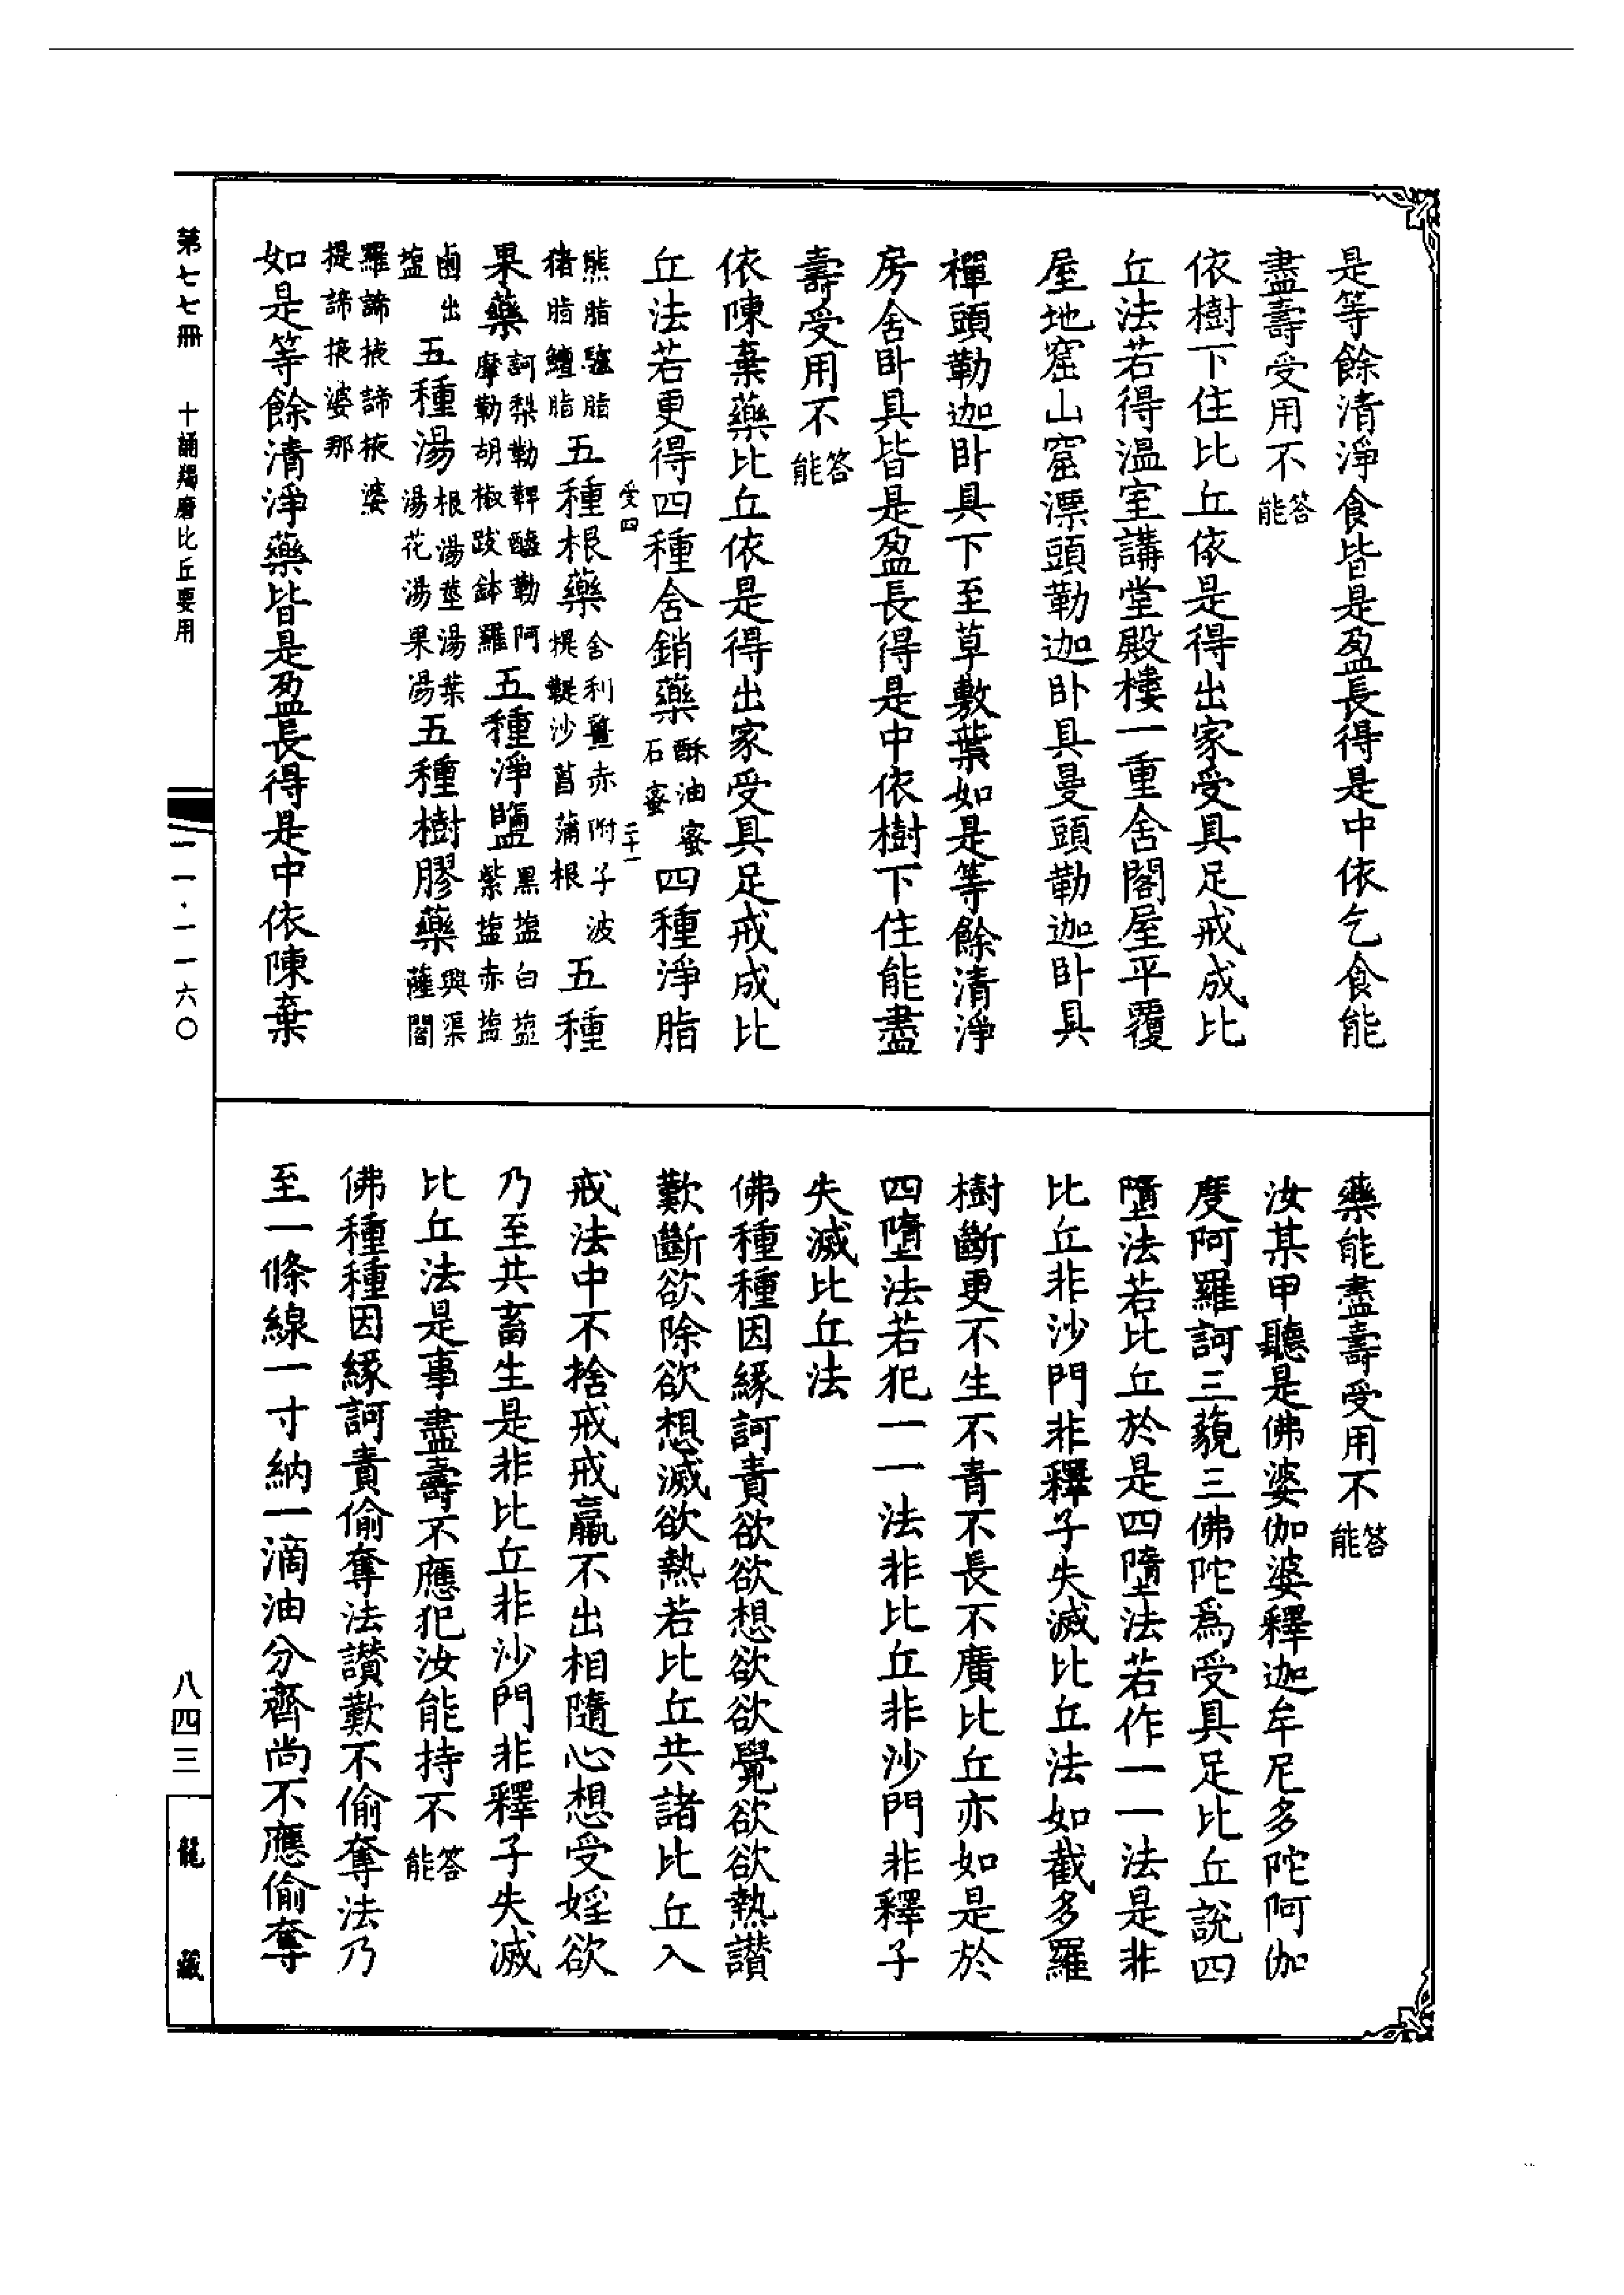 是等餘清淨食皆是盈長得是中依乞食能
盡壽受用不答能
依樹下住比丘依是得出家受具足戒成比
丘法若得溫室講堂殿樓一重舍閣屋平覆
屋地窟山窟漂頭勒迦卧具曼頭勒迦卧具
禪頭勒迦卧具下至草敷葉如是等餘清淨
房舍卧具皆是盈長得是中依樹下住能盡
壽受用不答能
依陳棄藥比丘依是得出家受具足戒成比
丘法若更得四種含銷藥酥油蜜石蜜四種淨脂
受四
二十一
熊脂驢脂猪脂鱣脂五種根藥舍利薑赤附子波提鞞沙菖蒲根五種
果藥訶梨勒鞞醯勒阿摩勒胡椒跋鉢羅五種淨鹽黑塩白塩紫塩赤塩
鹵出塩五種湯根湯莖湯葉湯花湯果湯五種樹膠藥興渠薩闍
羅諦掖諦掖婆提諦掖婆那
如是等餘清淨藥皆是盈長得是中依陳棄
藥能盡壽受用不答能
汝某甲聽是佛婆伽婆釋迦牟尼多陀阿伽
度阿羅訶三藐三佛陀為受具足比丘說四
墮法若比丘於是四墮法若作一一法是非
比丘非沙門非釋子失滅比丘法如截多羅
樹斷更不生不青不長不廣比丘亦如是於
四墮法若犯一一法非比丘非沙門非釋子
失滅比丘法
佛種種因緣訶責欲欲想欲欲覺欲欲熱讚
歎斷欲除欲想滅欲熱若比丘共諸比丘入
戒法中不捨戒戒羸不出相隨心想受婬欲
乃至共畜生是非比丘非沙門非釋子失滅
比丘法是事盡壽不應犯汝能持不答能
佛種種因緣訶責偷奪法讚歎不偷奪法乃
至一條線一寸納一滴油分齊尚不應偷奪
第七七冊　十誦羯磨比丘要用
一一一·一一六〇
八四三
龍藏